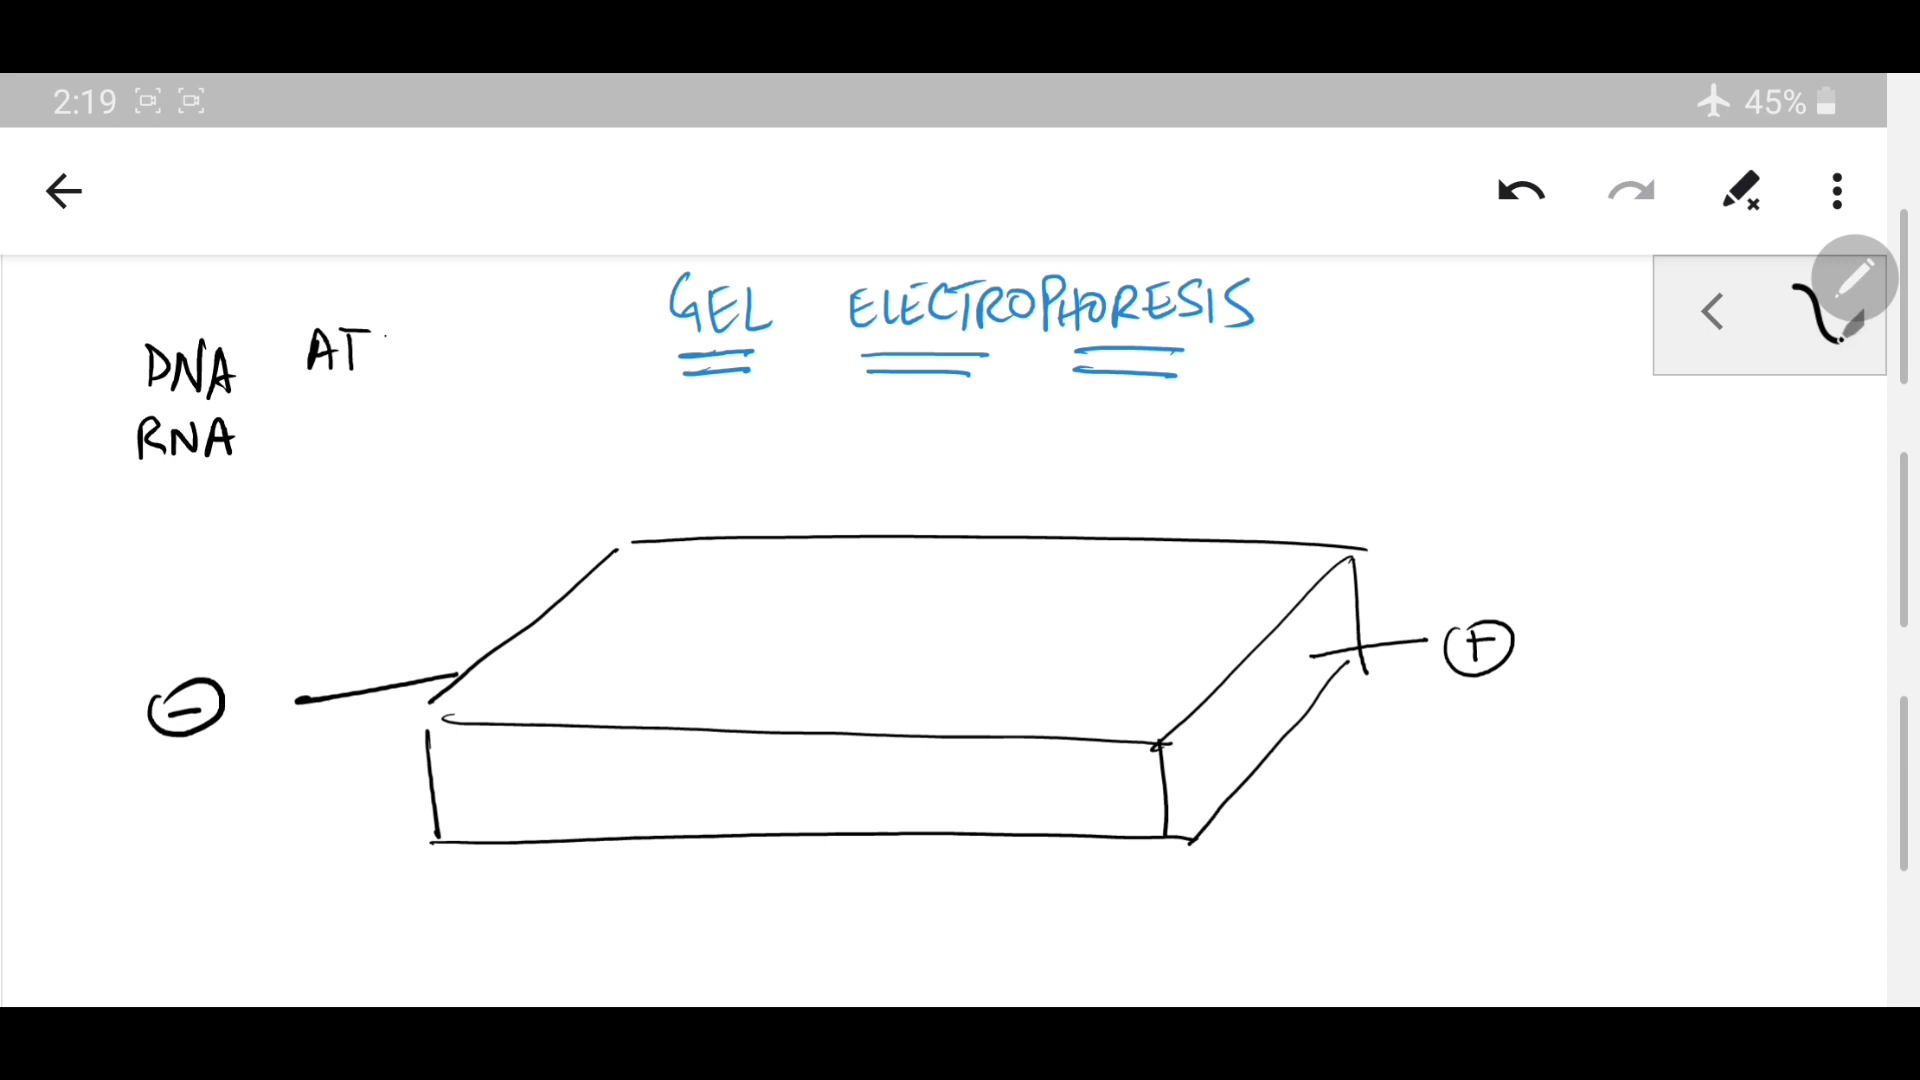 2:19 45%
GEL ELECTROPHORESIS
DNA AT
RNA
-
+